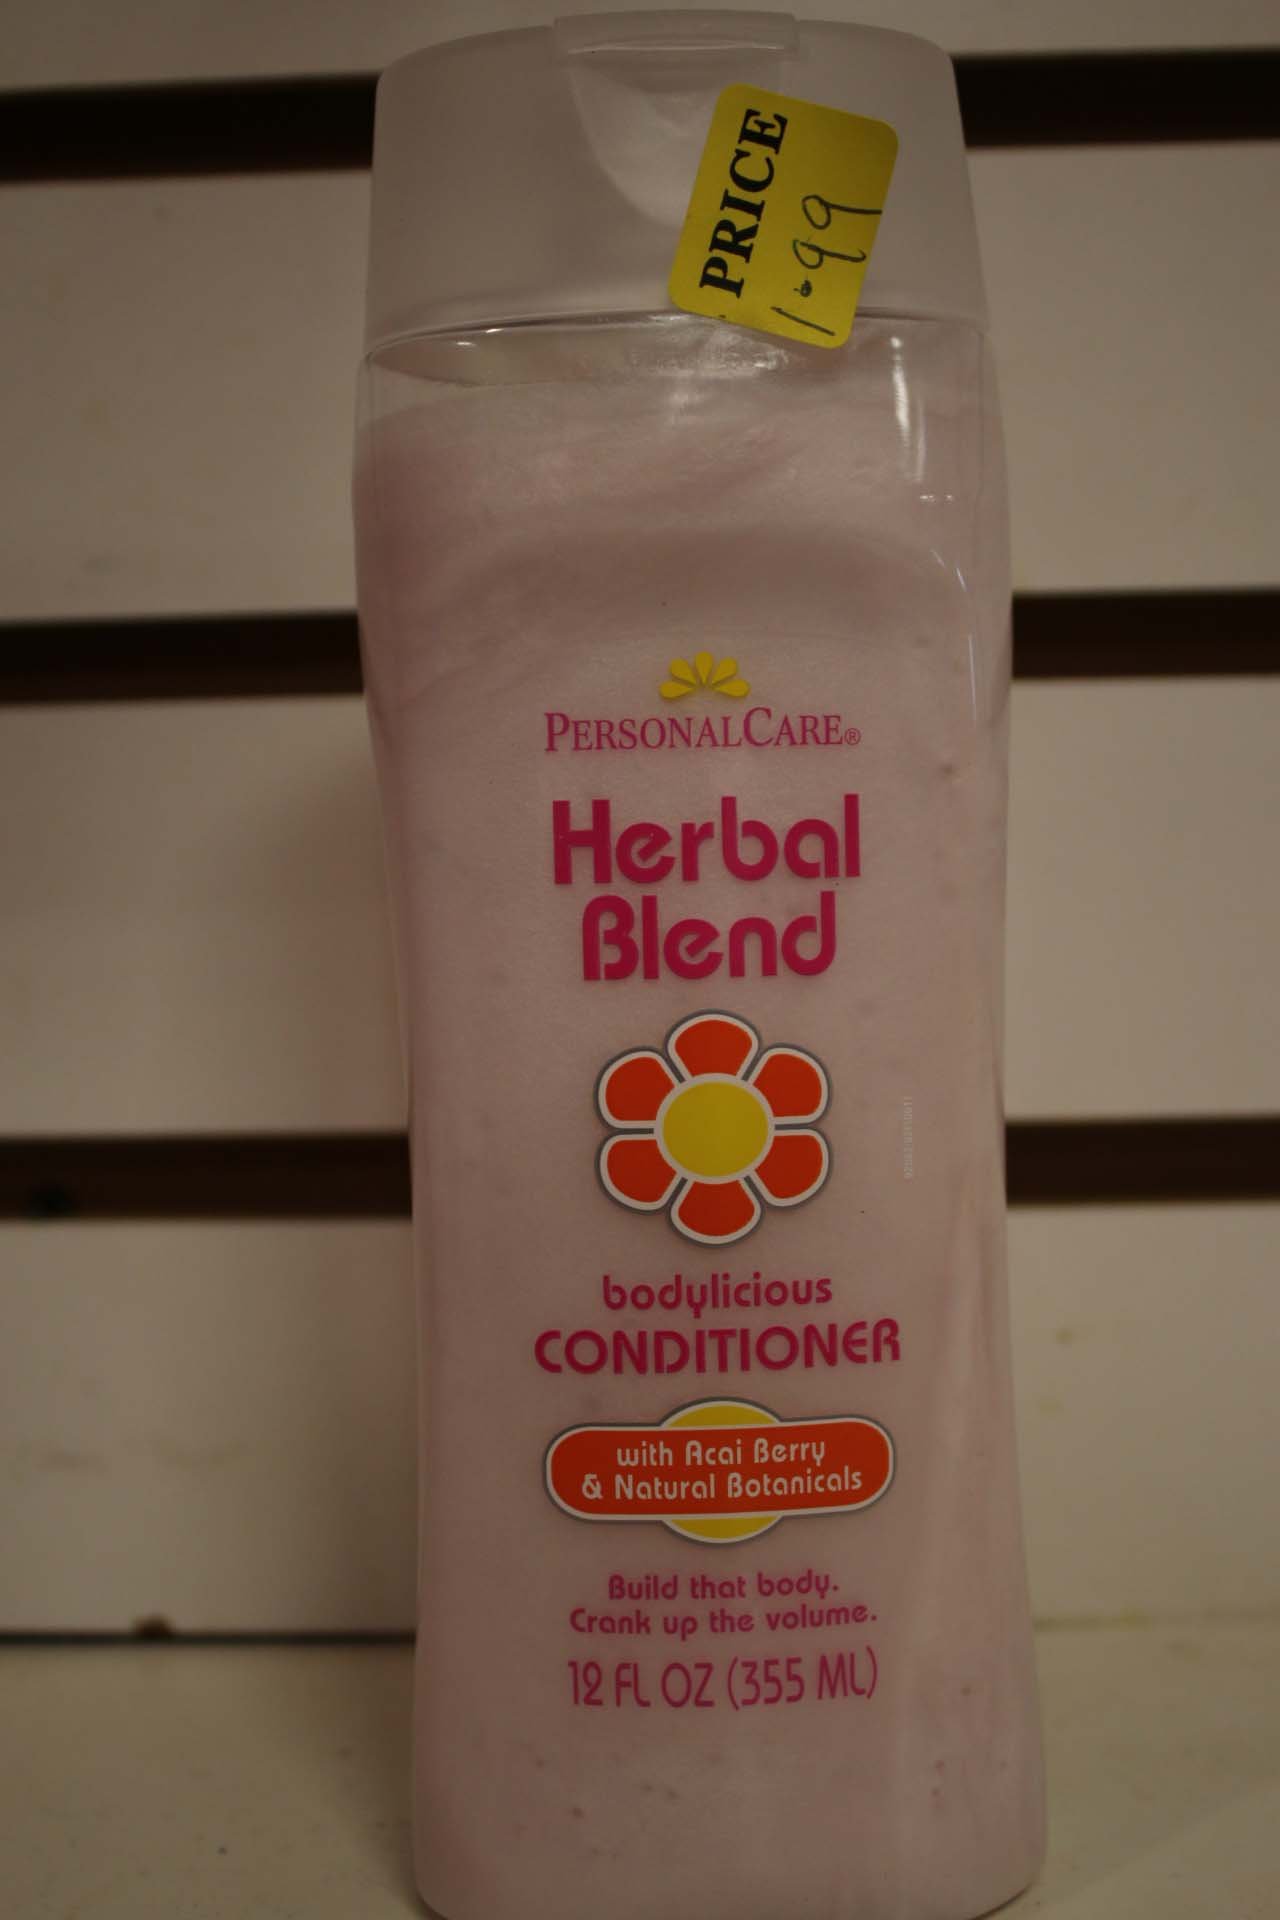 PRICE
1.99
PERSONALCARE®
Herbal
Blend
bodylicious
CONDITIONER
with Acai Berry
& Natural Botanicals
Build that body.
Crank up the volume.
12 FL OZ (355 ML)